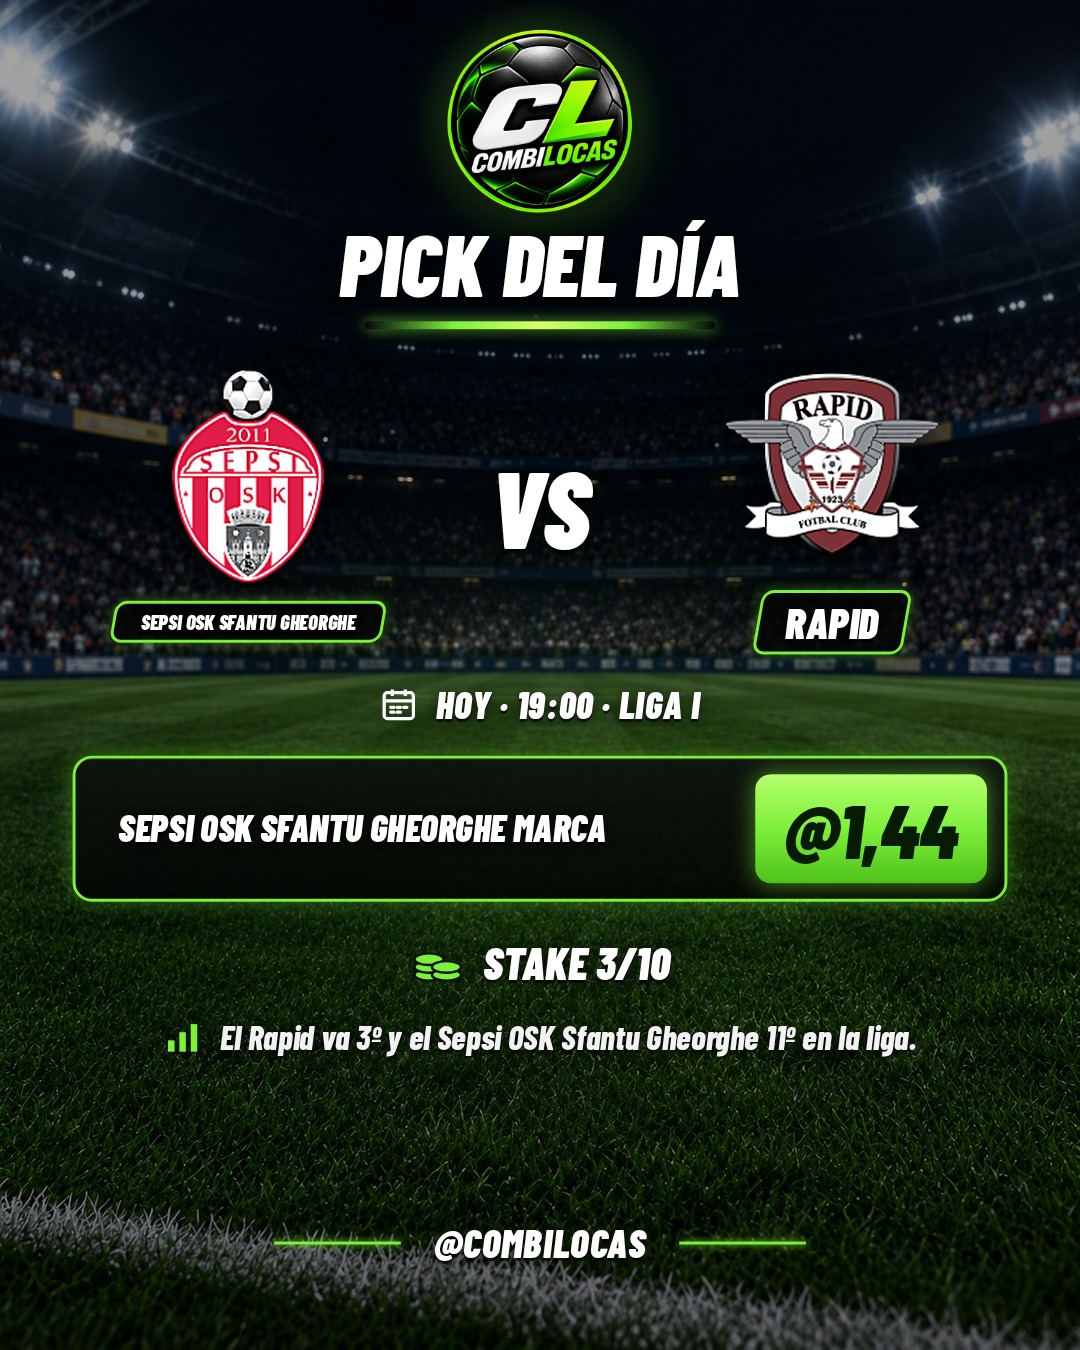 CL
COMBILOCAS
PICK DEL DÍA
2011
SEPSI
OSK
RAPID
1923
FOTBAL CLUB
VS
SEPSI OSK SFANTU GHEORGHE
RAPID
HOY · 19:00 · LIGA I
SEPSI OSK SFANTU GHEORGHE MARCA
@1,44
STAKE 3/10
El Rapid va 3º y el Sepsi OSK Sfantu Gheorghe 11º en la liga.
@COMBILOCAS